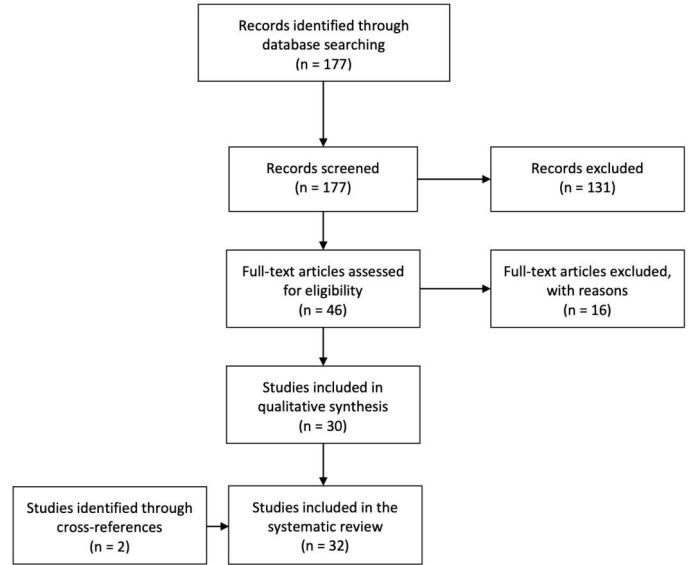 Records identified through
database searching
(n = 177)
Records screened
(n = 177)
Records excluded
(n = 131)
Full-text articles assessed
for eligibility
(n = 46)
Full-text articles excluded,
with reasons
(n = 16)
Studies included in
qualitative synthesis
(n = 30)
Studies identified through
cross-references
(n = 2)
Studies included in the
systematic review
(n = 32)